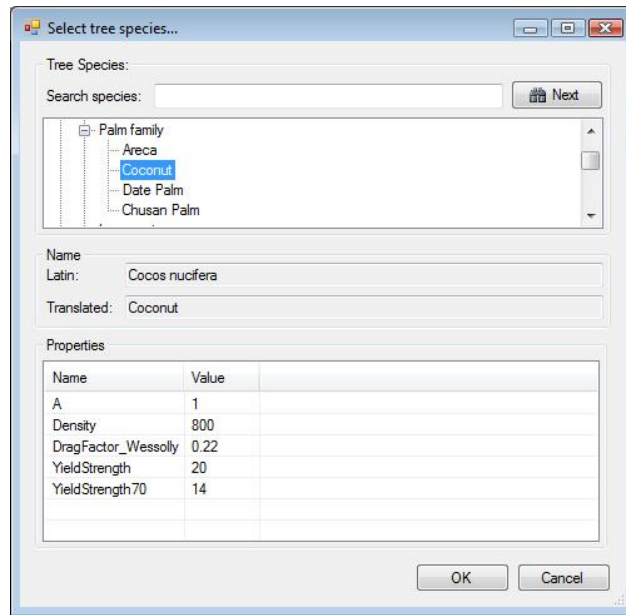 Select tree species...
Tree Species:
Search species: Next
Palm family
Areca
Coconut
Date Palm
Chusan Palm
Name
Latin: Cocos nucifera
Translated: Coconut
Properties
Name Value
A 1
Density 800
DragFactor_Wessolly 0.22
YieldStrength 20
YieldStrength70 14
OK Cancel